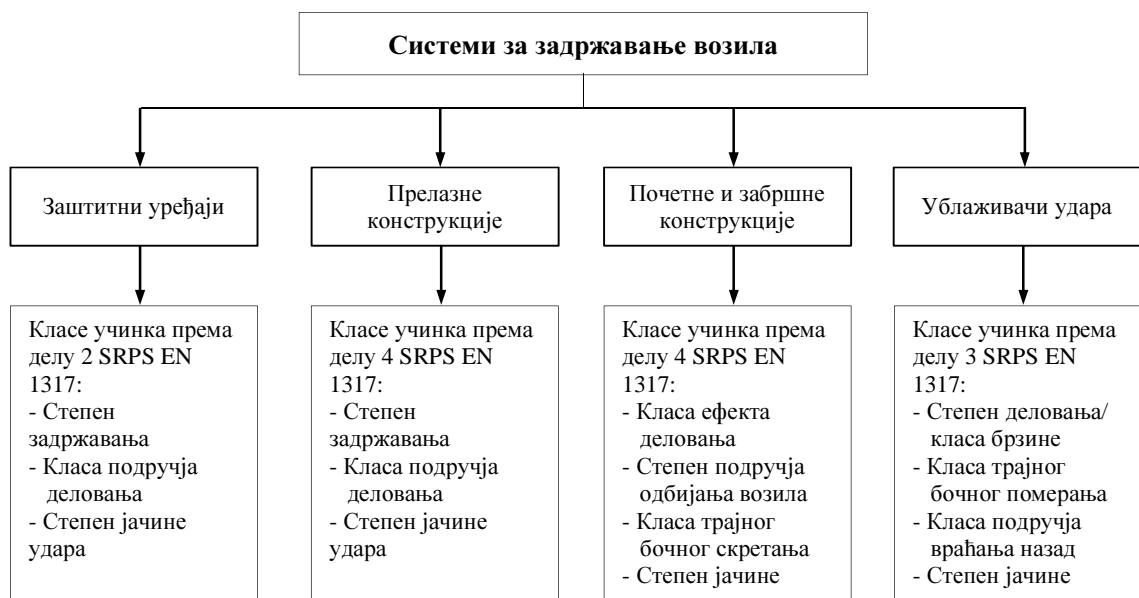 Системи за задржавање возила
Заштитни уређаји
Прелазне
конструкције
Почетне и забршне
конструкције
Ублаживачи удара
Класе учинка према
делу 2 SRPS EN
1317:
- Степен
задржавања
- Класа подручја
деловања
- Степен јачине
удара
Класе учинка према
делу 4 SRPS EN
1317:
- Степен
задржавања
- Класа подручја
деловања
- Степен јачине
удара
Класе учинка према
делу 4 SRPS EN
1317:
- Класа ефекта
деловања
- Степен подручја
одбијања возила
- Класа трајног
бочног скретања
- Степен јачине
Класе учинка према
делу 3 SRPS EN
1317:
- Степен деловања/
класа брзине
- Класа трајног
бочног померања
- Класа подручја
враћања назад
- Степен јачине